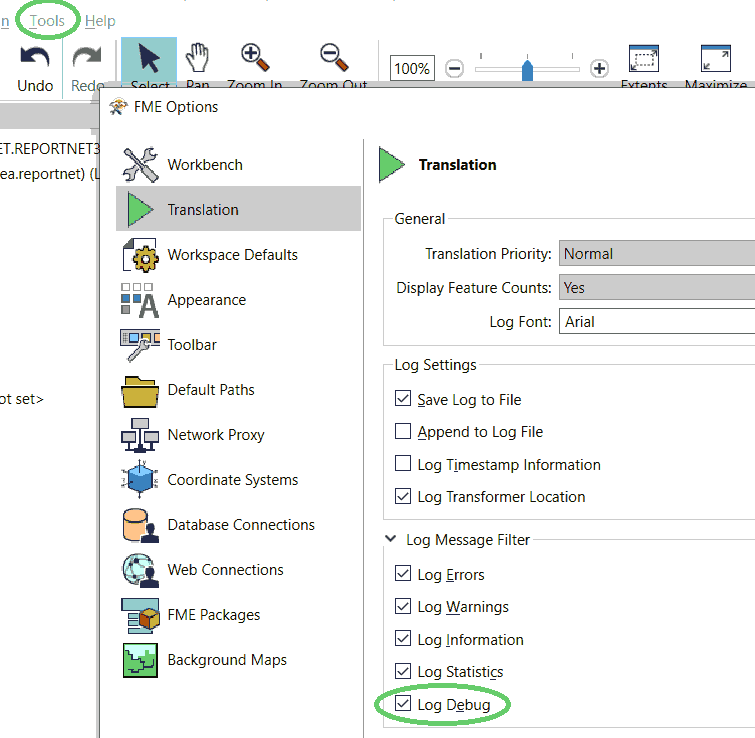 n Tools Help
Undo Redo Select Pan Zoom In Zoom Out 100% Extents Maximize
FME Options
ET.REPORTNET3
ea.reportnet) (L
ot set>
Workbench
Translation
Workspace Defaults
Appearance
Toolbar
Default Paths
Network Proxy
Coordinate Systems
Database Connections
Web Connections
FME Packages
Background Maps
Translation
General
Translation Priority: Normal
Display Feature Counts: Yes
Log Font: Arial
Log Settings
Save Log to File
Append to Log File
Log Timestamp Information
Log Transformer Location
Log Message Filter
Log Errors
Log Warnings
Log Information
Log Statistics
Log Debug